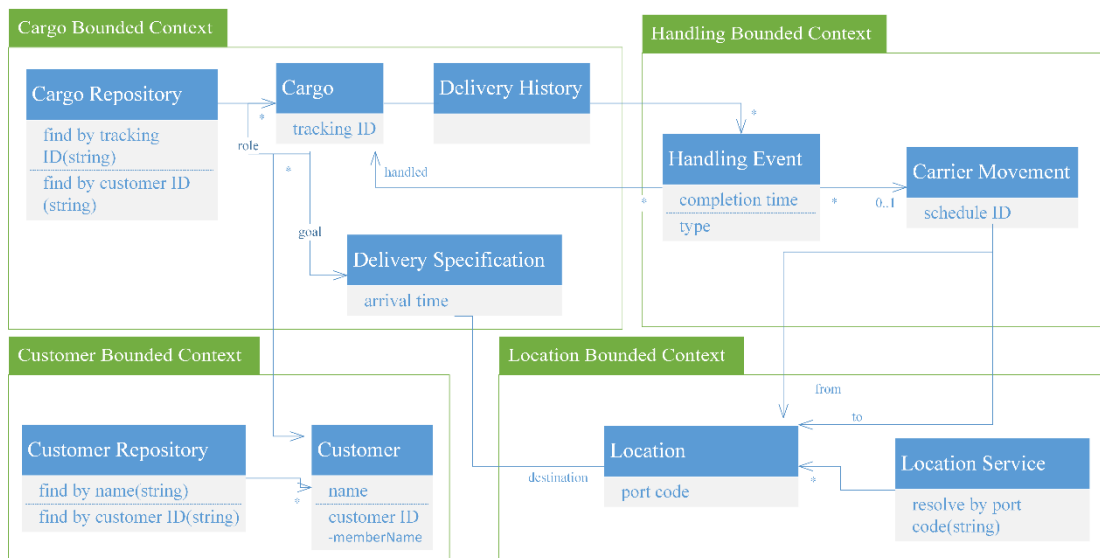 Cargo Bounded Context
Handling Bounded Context
Cargo Repository
find by tracking
ID(string)
find by customer ID
(string)
Cargo
tracking ID
Delivery History
*
*
role
*
handled
Handling Event
completion time
type
*
*
0..1
Carrier Movement
schedule ID
goal
Delivery Specification
arrival time
Customer Bounded Context
Location Bounded Context
from
to
Customer Repository
find by name(string)
find by customer ID(string)
*
Customer
name
customer ID
-memberName
destination
Location
port code
*
Location Service
resolve by port
code(string)